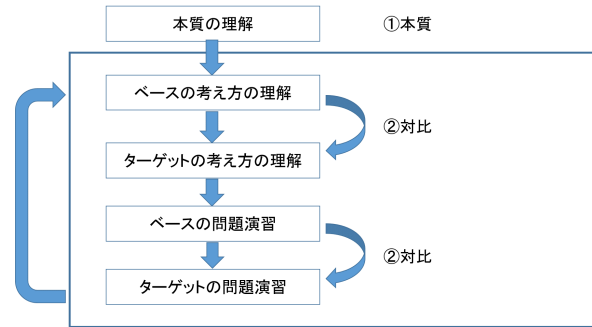 本質の理解
①本質
ベースの考え方の理解
②対比
ターゲットの考え方の理解
ベースの問題演習
②対比
ターゲットの問題演習